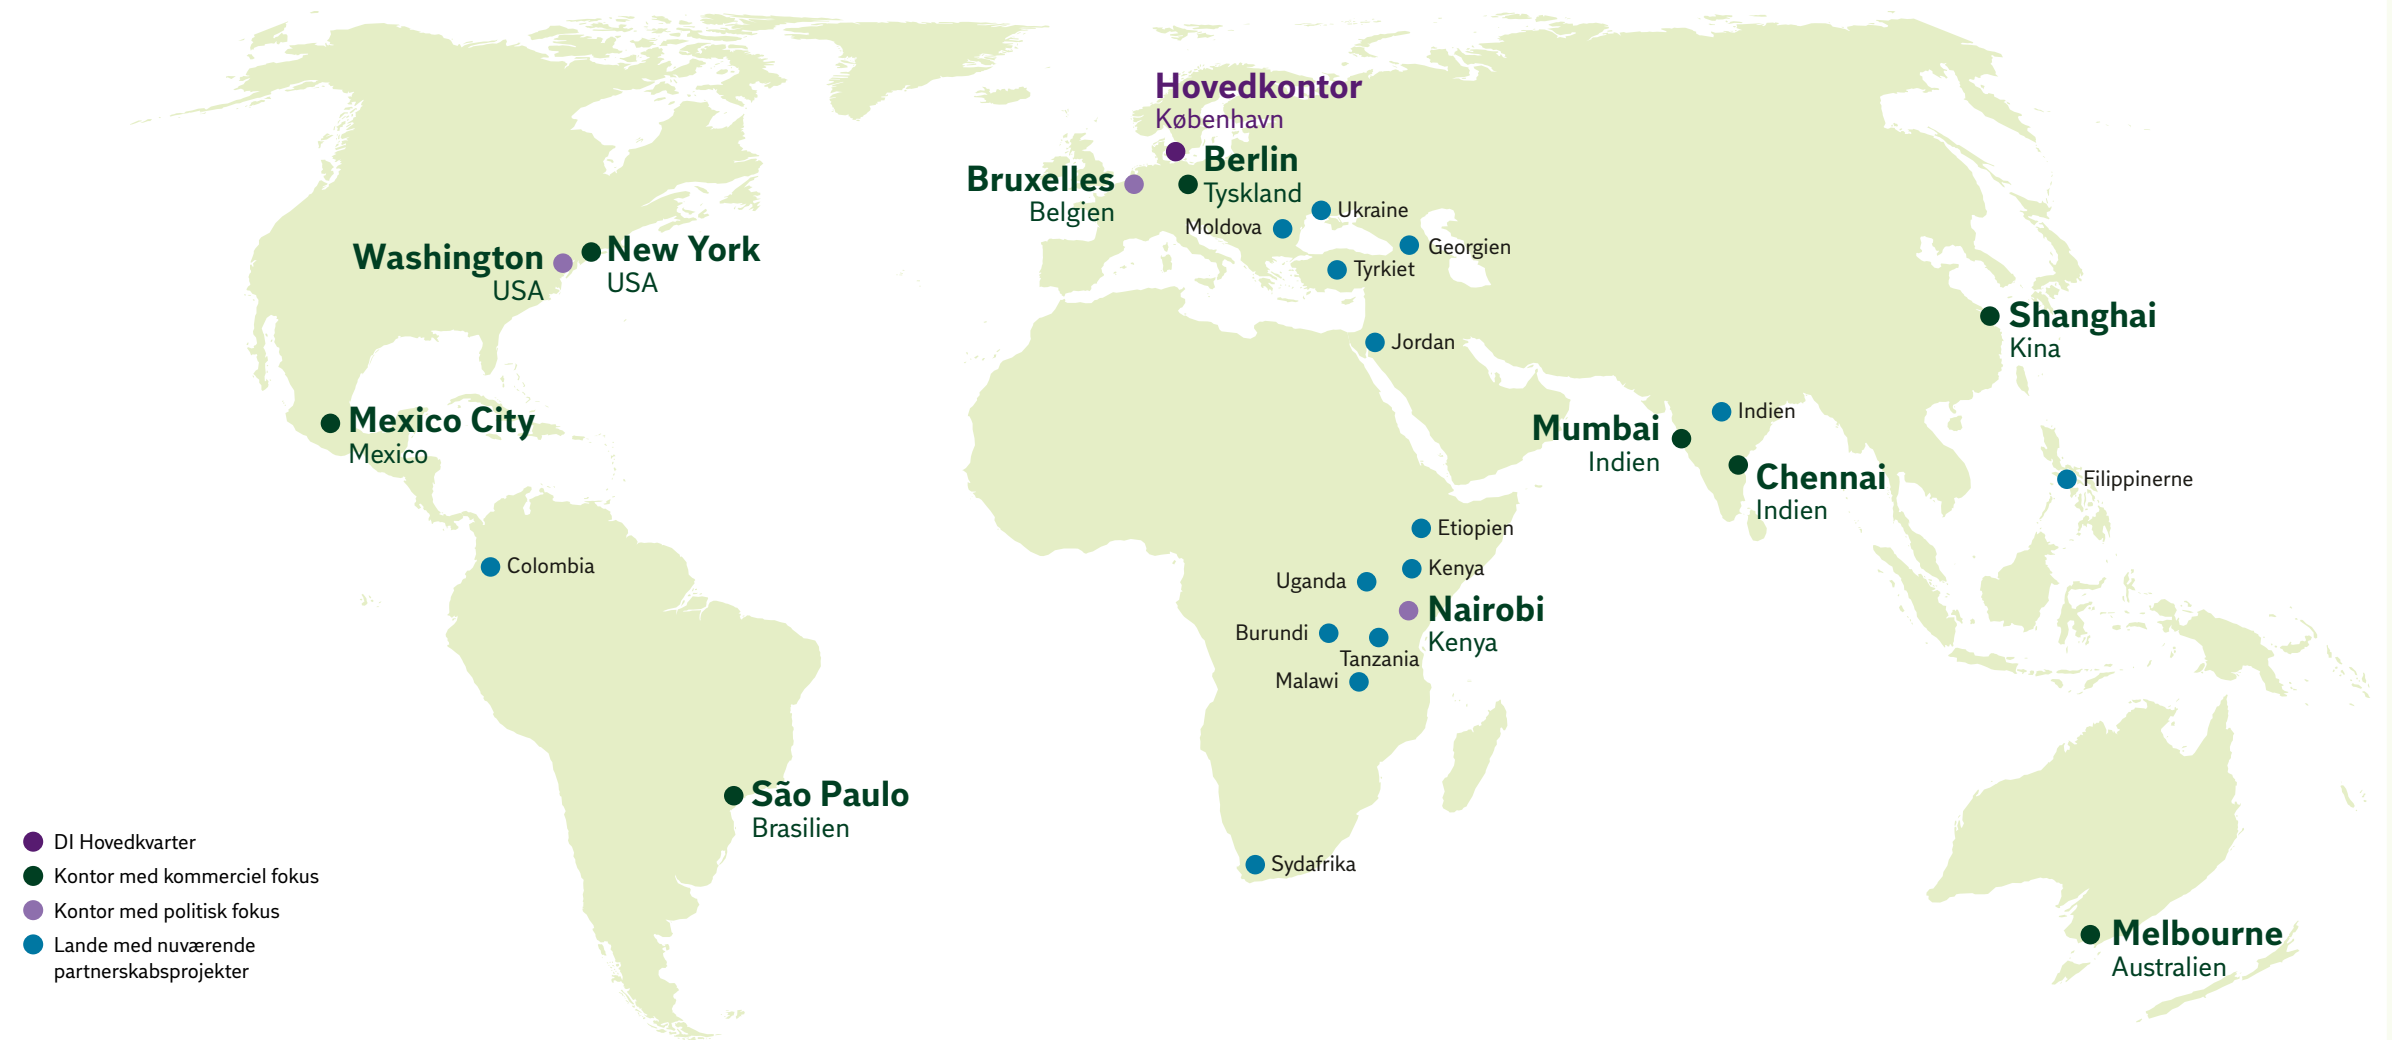 Hovedkontor
København
Berlin
Tyskland
Bruxelles
Belgien
Ukraine
Moldova
Georgien
Tyrkiet
Washington
USA
New York
USA
Shanghai
Kina
Jordan
Mexico City
Mexico
Indien
Mumbai
Indien
Chennai
Indien
Filippinerne
Etiopien
Colombia
Kenya
Uganda
Nairobi
Kenya
Burundi
Tanzania
Malawi
São Paulo
Brasilien
Sydafrika
Melbourne
Australien
DI Hovedkvarter
Kontor med kommerciel fokus
Kontor med politisk fokus
Lande med nuværende
partnerskabsprojekter